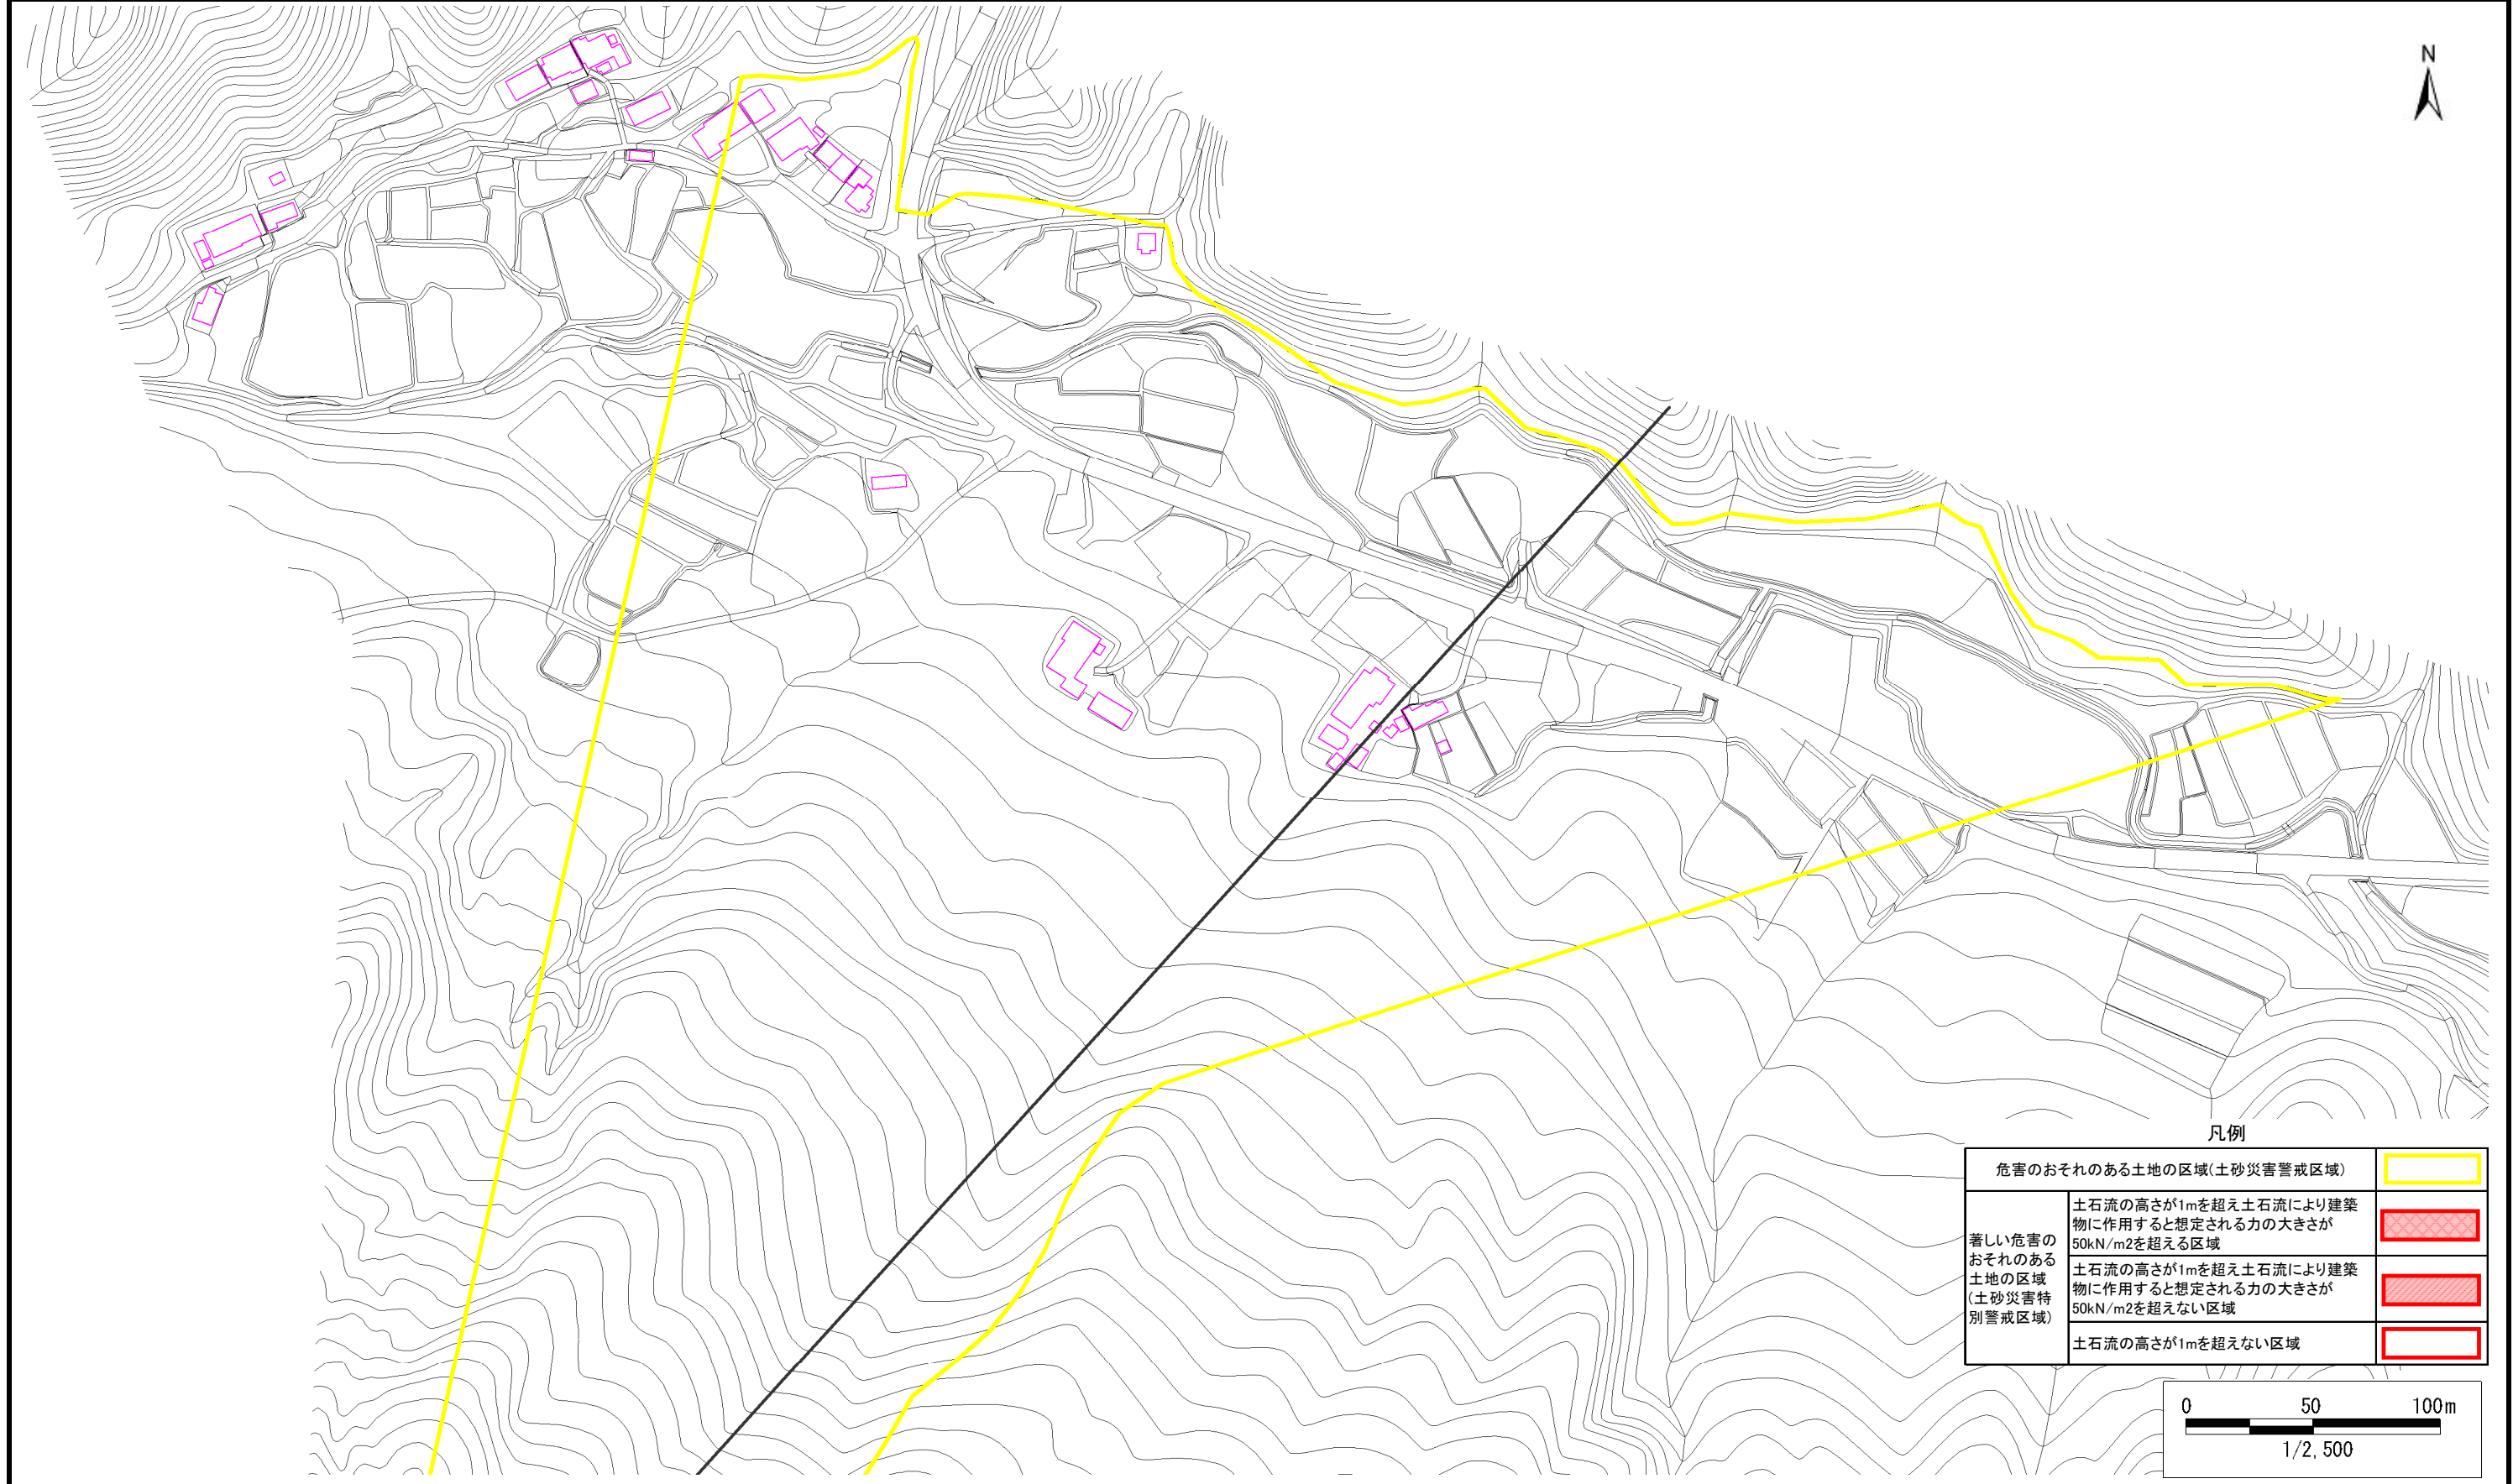 N
凡例
危害のおそれのある土地の区域(土砂災害警戒区域)
著しい危害の
おそれのある
土地の区域
(土砂災害特
別警戒区域)
土石流の高さが1mを超え土石流により建築
物に作用すると想定される力の大きさが
50kN/m2を超える区域
土石流の高さが1mを超え土石流により建築
物に作用すると想定される力の大きさが
50kN/m2を超えない区域
土石流の高さが1mを超えない区域
0 50 100m
1/2,500